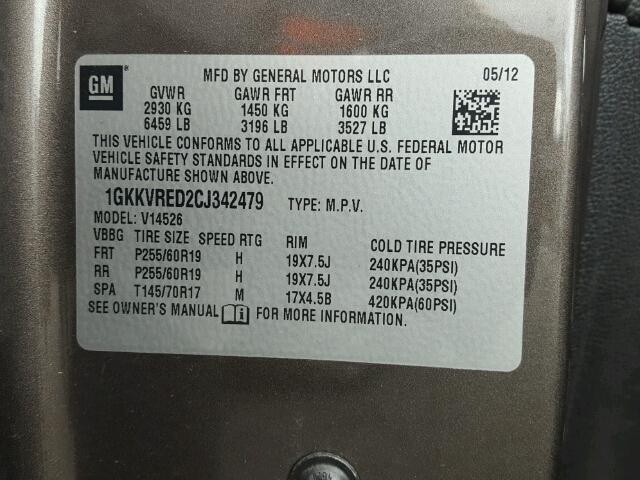 GM ®
MFD BY GENERAL MOTORS LLC 05/12
GVWR GAWR FRT GAWR RR
2930 KG 1450 KG 1600 KG
6459 LB 3196 LB 3527 LB
THIS VEHICLE CONFORMS TO ALL APPLICABLE U.S. FEDERAL MOTOR
VEHICLE SAFETY STANDARDS IN EFFECT ON THE DATE OF
MANUFACTURE SHOWN ABOVE.
1GKKVRED2CJ342479 TYPE: M.P.V.
MODEL: V14526
VBBG TIRE SIZE SPEED RTG RIM COLD TIRE PRESSURE
FRT P255/60R19 H 19X7.5J 240KPA(35PSI)
RR P255/60R19 H 19X7.5J 240KPA(35PSI)
SPA T145/70R17 M 17X4.5B 420KPA(60PSI)
SEE OWNER'S MANUAL i FOR MORE INFORMATION.